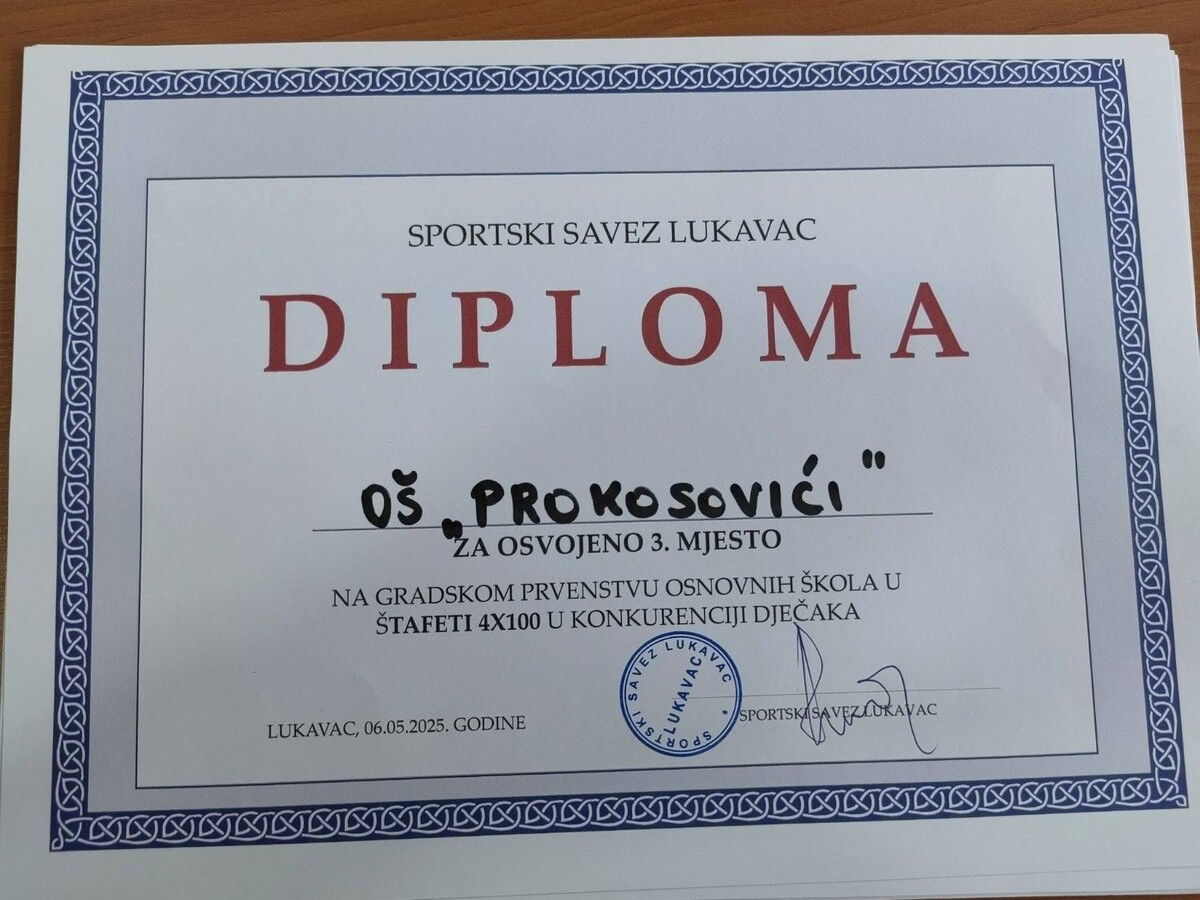 SPORTSKI SAVEZ LUKAVAC
DIPLOMA
OŠ „PROKOSOVIĆI"
ZA OSVOJENO 3. MJESTO
NA GRADSKOM PRVENSTVU OSNOVNIH ŠKOLA U
ŠTAFETI 4X100 U KONKURENCIJI DJEČAKA
SPORTSKI SAVEZ LUKAVAC
LUKAVAC
SPORTSKI SAVEZ LUKAVAC
LUKAVAC, 06.05.2025. GODINE